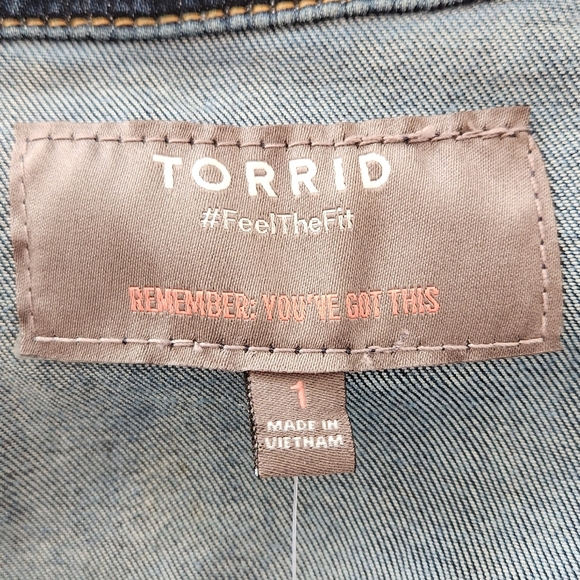 TORRID
#FeelTheFit
REMEMBER: YOU'VE GOT THIS
1
MADE IN
VIETNAM